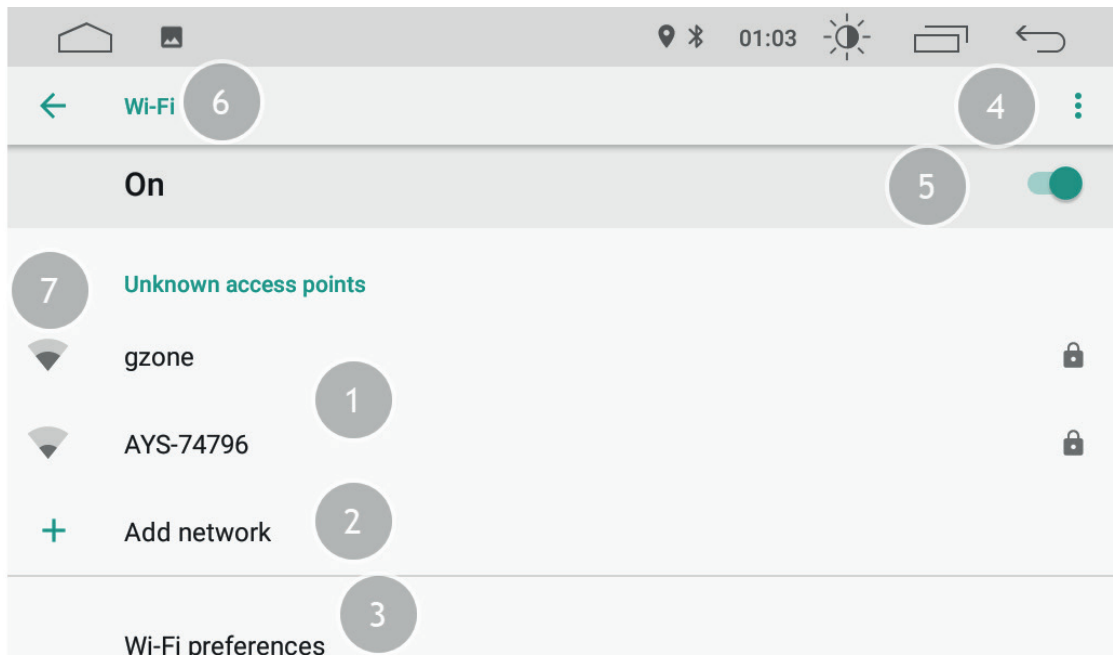 01:03
Wi-Fi 6 4
On 5
7 Unknown access points
gzone
1
AYS-74796
Add network 2
3
Wi-Fi preferences